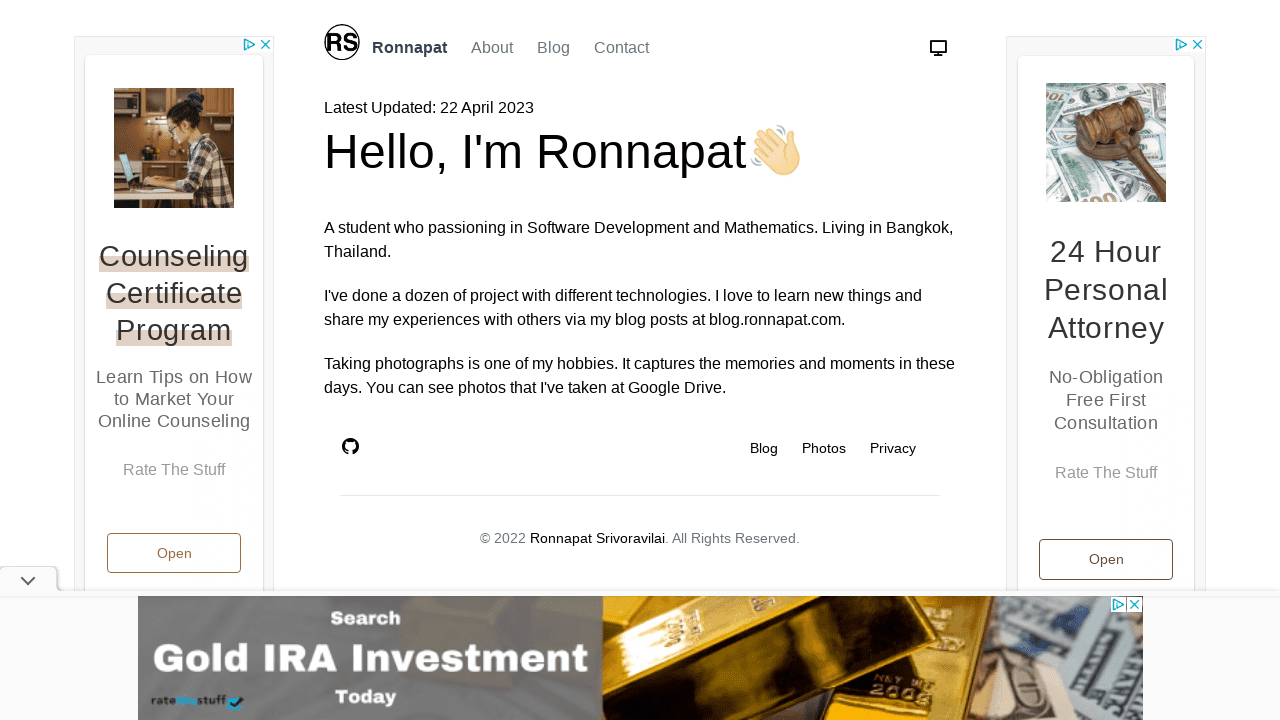 RS
Ronnapat
About
Blog
Contact
Latest Updated: 22 April 2023
Hello, I'm Ronnapat👋🏼
A student who passioning in Software Development and Mathematics. Living in Bangkok,
Thailand.
I've done a dozen of project with different technologies. I love to learn new things and
share my experiences with others via my blog posts at blog.ronnapat.com.
Taking photographs is one of my hobbies. It captures the memories and moments in these
days. You can see photos that I've taken at Google Drive.
Blog
Photos
Privacy
© 2022 Ronnapat Srivoravilai. All Rights Reserved.
Counseling
Certificate
Program
Learn Tips on How
to Market Your
Online Counseling
Rate The Stuff
Open
24 Hour
Personal
Attorney
No-Obligation
Free First
Consultation
Rate The Stuff
Open
Search
Gold IRA Investment
Today
ratethestuff